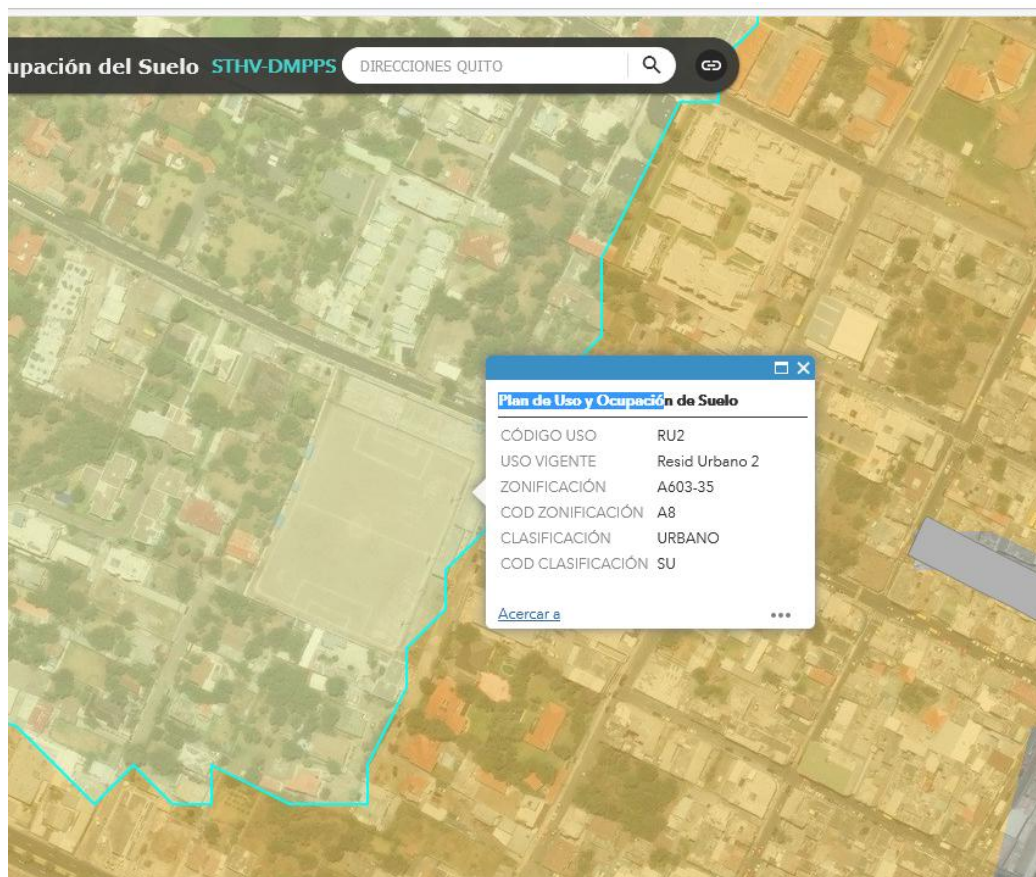 upación del Suelo STHV-DMPPS DIRECCIONES QUITO
Plan de Uso y Ocupación de Suelo
CÓDIGO USO RU2
USO VIGENTE Resid Urbano 2
ZONIFICACIÓN A603-35
COD ZONIFICACIÓN A8
CLASIFICACIÓN URBANO
COD CLASIFICACIÓN SU
Acercar a